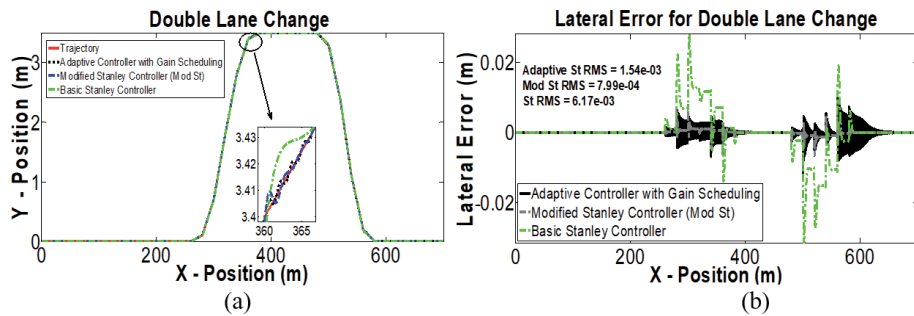 Double Lane Change
Y - Position (m)
3
2
1
0
Trajectory
Adaptive Controller with Gain Scheduling
Modified Stanley Controller (Mod St)
Basic Stanley Controller
3.43
3.42
3.41
3.4
360 365
0 200 400 600
X - Position (m)
(a)
Lateral Error for Double Lane Change
Lateral Error (m)
0.02
0
-0.02
Adaptive St RMS = 1.54e-03
Mod St RMS = 7.99e-04
St RMS = 6.17e-03
Adaptive Controller with Gain Scheduling
Modified Stanley Controller (Mod St)
Basic Stanley Controller
0 200 400 600
X - Position (m)
(b)